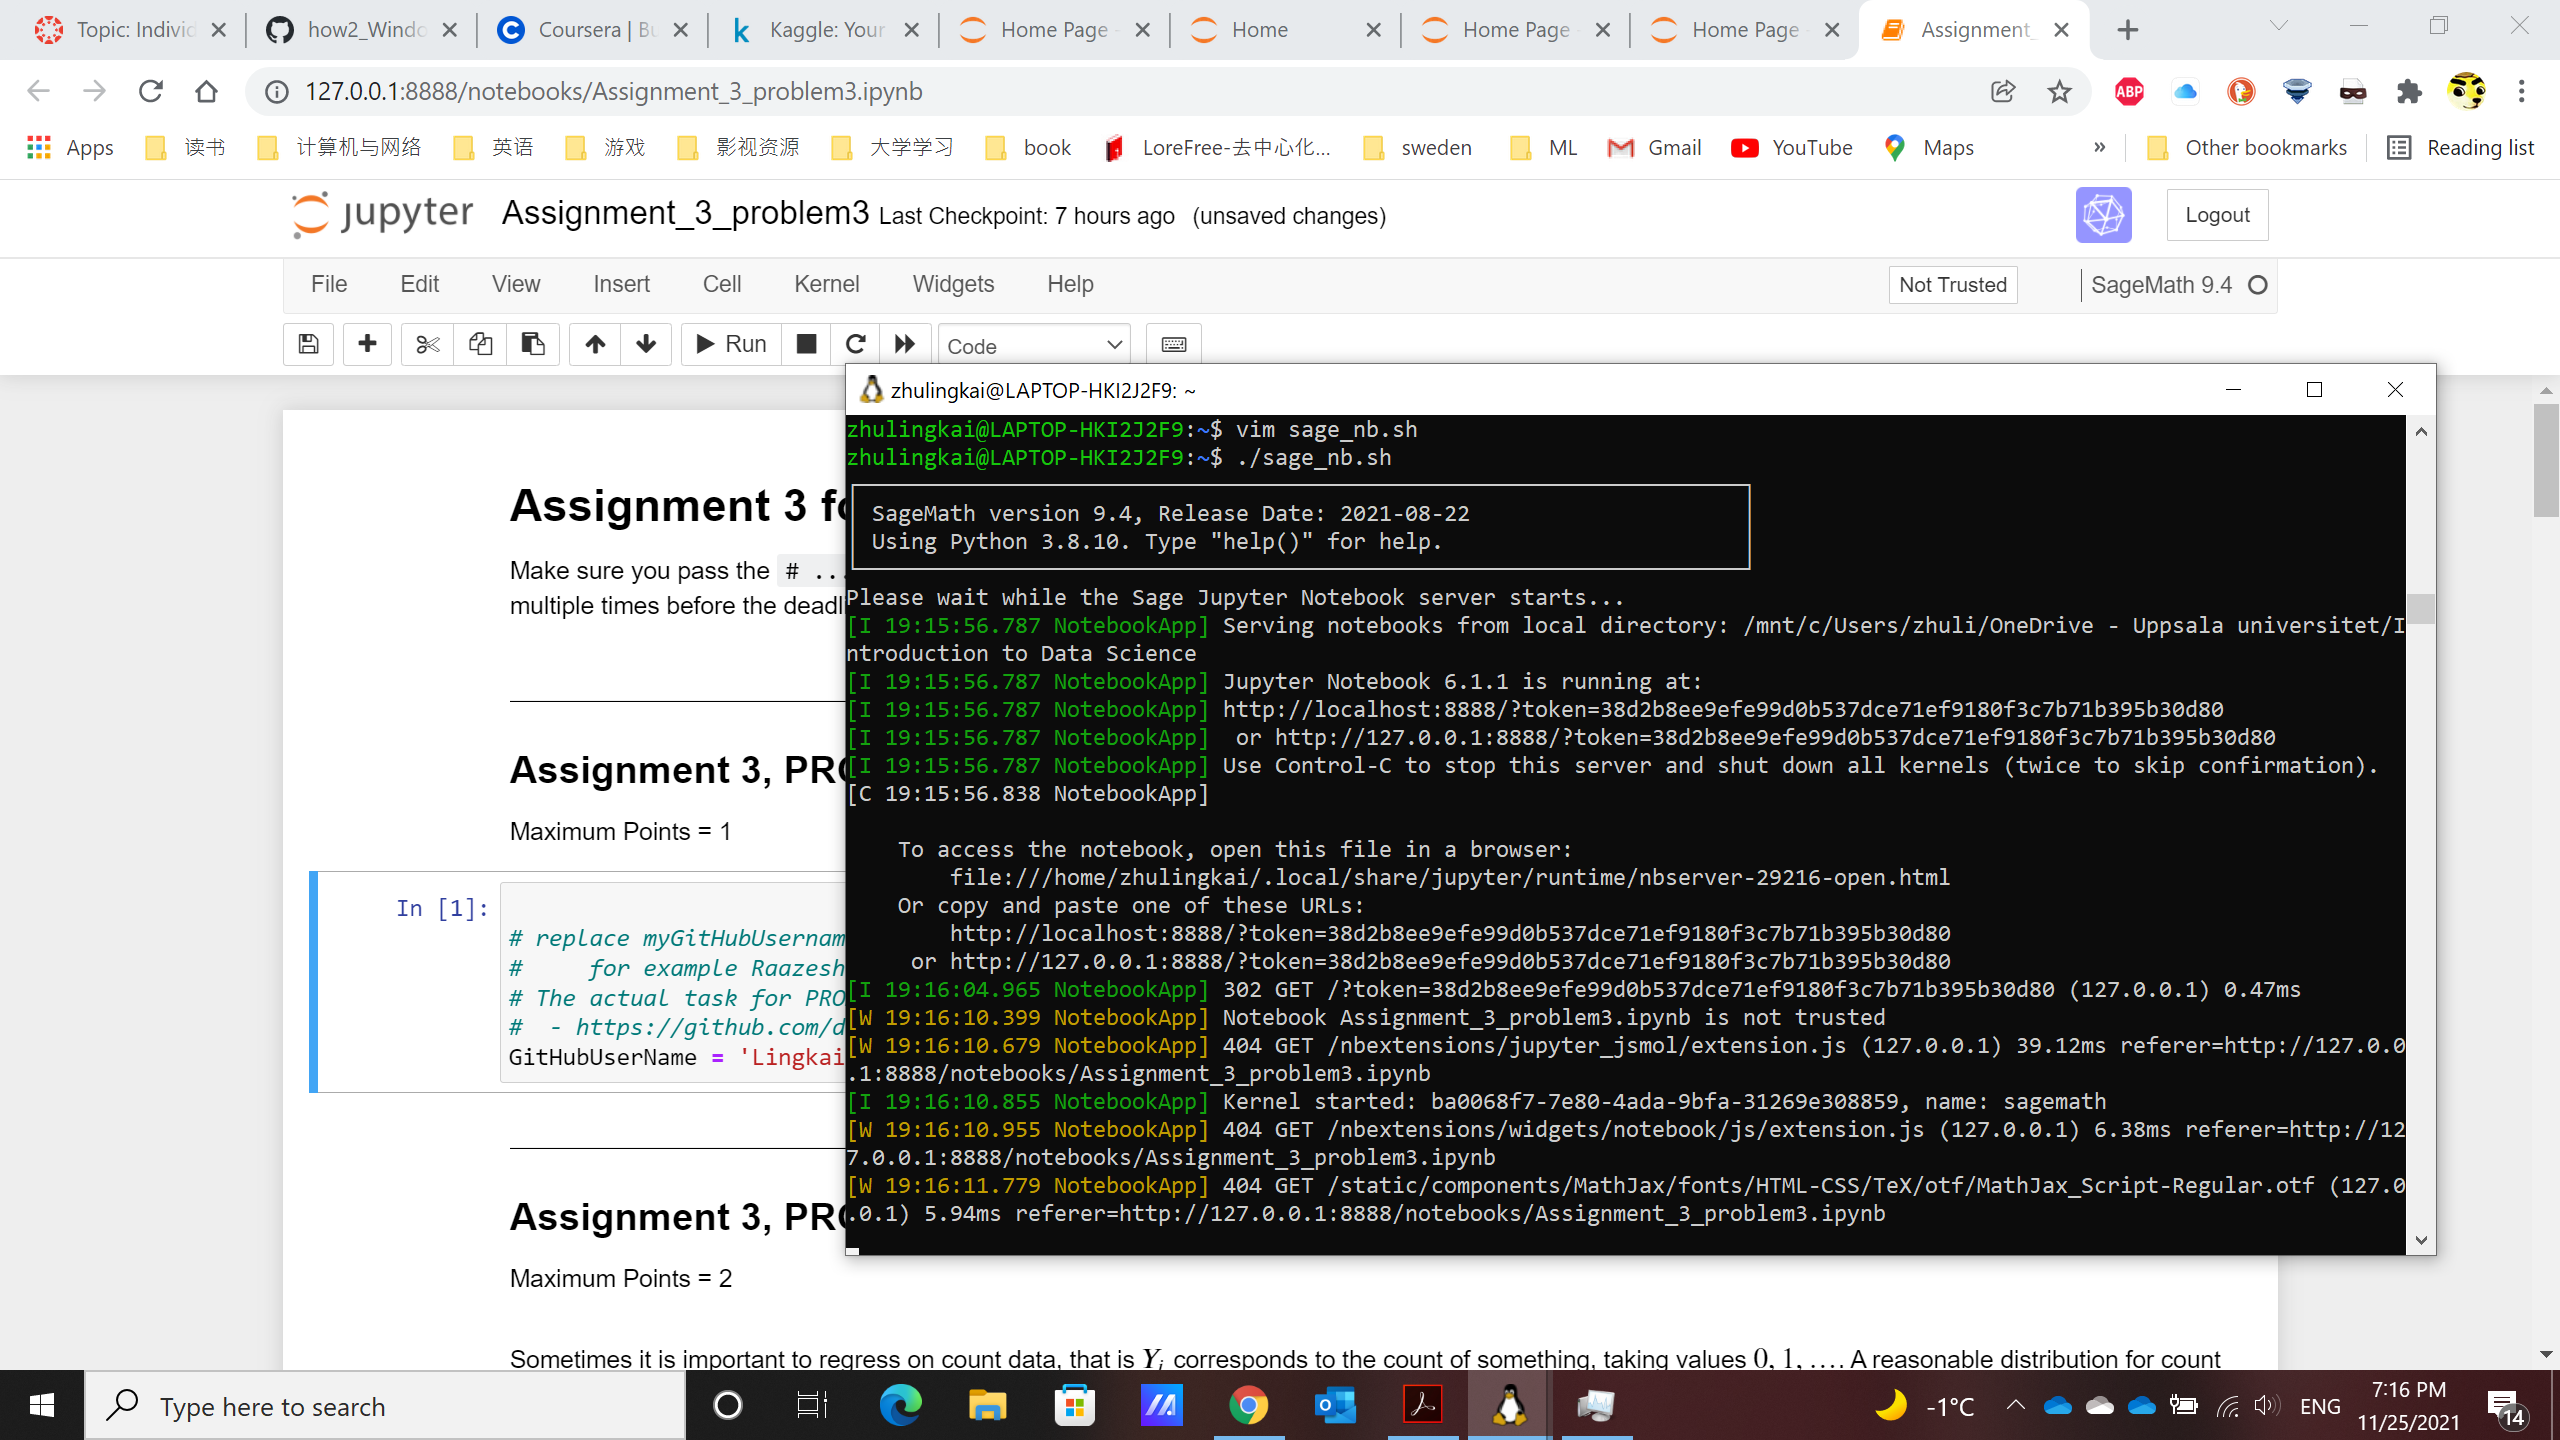 Topic: Individ
how2_Windo
Coursera | Bu
Kaggle: Your
Home Page -
Home
Home Page
Home Page -
Assignment_
127.0.0.1:8888/notebooks/Assignment_3_problem3.ipynb
ABP
Apps 读书 计算机与网络 英语 游戏 影视资源 大学学习 book LoreFree-去中心化... sweden ML Gmail YouTube Maps » Other bookmarks Reading list
jupyter Assignment_3_problem3 Last Checkpoint: 7 hours ago (unsaved changes) Logout
File Edit View Insert Cell Kernel Widgets Help Not Trusted SageMath 9.4
Run Code
Assignment 3 fo
Make sure you pass the # ...
multiple times before the deadl
Assignment 3, PRO
Maximum Points = 1
In [1]:
# replace myGitHubUsernam
#     for example Raazesh
# The actual task for PRO
#  - https://github.com/d
GitHubUserName = 'Lingkai
Assignment 3, PRO
Maximum Points = 2
Sometimes it is important to regress on count data, that is Yi corresponds to the count of something, taking values 0, 1, .... A reasonable distribution for count
zhulingkai@LAPTOP-HKI2J2F9: ~
zhulingkai@LAPTOP-HKI2J2F9:~$ vim sage_nb.sh
zhulingkai@LAPTOP-HKI2J2F9:~$ ./sage_nb.sh
SageMath version 9.4, Release Date: 2021-08-22
Using Python 3.8.10. Type "help()" for help.
Please wait while the Sage Jupyter Notebook server starts...
[I 19:15:56.787 NotebookApp] Serving notebooks from local directory: /mnt/c/Users/zhuli/OneDrive - Uppsala universitet/I
ntroduction to Data Science
[I 19:15:56.787 NotebookApp] Jupyter Notebook 6.1.1 is running at:
[I 19:15:56.787 NotebookApp] http://localhost:8888/?token=38d2b8ee9efe99d0b537dce71ef9180f3c7b71b395b30d80
[I 19:15:56.787 NotebookApp]  or http://127.0.0.1:8888/?token=38d2b8ee9efe99d0b537dce71ef9180f3c7b71b395b30d80
[I 19:15:56.787 NotebookApp] Use Control-C to stop this server and shut down all kernels (twice to skip confirmation).
[C 19:15:56.838 NotebookApp]
To access the notebook, open this file in a browser:
file:///home/zhulingkai/.local/share/jupyter/runtime/nbserver-29216-open.html
Or copy and paste one of these URLs:
http://localhost:8888/?token=38d2b8ee9efe99d0b537dce71ef9180f3c7b71b395b30d80
or http://127.0.0.1:8888/?token=38d2b8ee9efe99d0b537dce71ef9180f3c7b71b395b30d80
[I 19:16:04.965 NotebookApp] 302 GET /?token=38d2b8ee9efe99d0b537dce71ef9180f3c7b71b395b30d80 (127.0.0.1) 0.47ms
[W 19:16:10.399 NotebookApp] Notebook Assignment_3_problem3.ipynb is not trusted
[W 19:16:10.679 NotebookApp] 404 GET /nbextensions/jupyter_jsmol/extension.js (127.0.0.1) 39.12ms referer=http://127.0.0
.1:8888/notebooks/Assignment_3_problem3.ipynb
[I 19:16:10.855 NotebookApp] Kernel started: ba0068f7-7e80-4ada-9bfa-31269e308859, name: sagemath
[W 19:16:10.955 NotebookApp] 404 GET /nbextensions/widgets/notebook/js/extension.js (127.0.0.1) 6.38ms referer=http://12
7.0.0.1:8888/notebooks/Assignment_3_problem3.ipynb
[W 19:16:11.779 NotebookApp] 404 GET /static/components/MathJax/fonts/HTML-CSS/TeX/otf/MathJax_Script-Regular.otf (127.0
.0.1) 5.94ms referer=http://127.0.0.1:8888/notebooks/Assignment_3_problem3.ipynb
Type here to search
-1°C
ENG
7:16 PM
11/25/2021
14